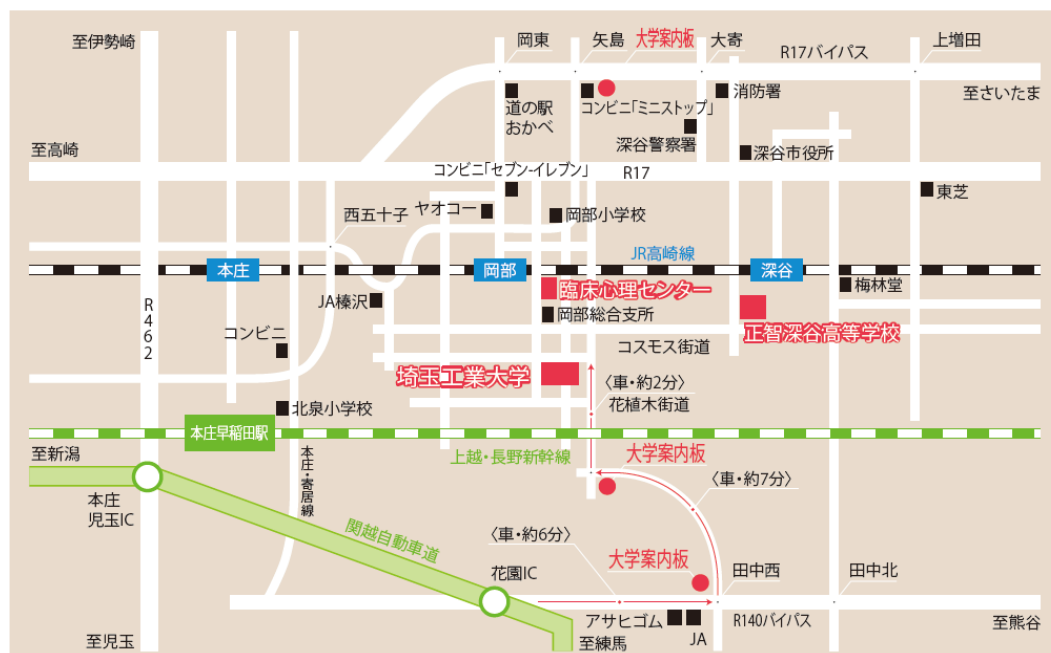 至伊勢崎
岡東
矢島
大学案内板
大寄
上増田
R17バイパス
至さいたま
道の駅
おかべ
コンビニ「ミニストップ」
消防署
深谷警察署
深谷市役所
至高崎
コンビニ「セブン-イレブン」
R17
東芝
西五十子
ヤオコー
岡部小学校
JR高崎線
本庄
岡部
深谷
梅林堂
臨床心理センター
JA榛沢
岡部総合支所
正智深谷高等学校
R462
コンビニ
コスモス街道
埼玉工業大学
〈車・約2分〉
花植木街道
北泉小学校
本庄早稲田駅
上越・長野新幹線
至新潟
大学案内板
本庄・寄居線
〈車・約7分〉
本庄
児玉IC
関越自動車道
〈車・約6分〉
大学案内板
花園IC
田中西
田中北
アサヒゴム
JA
R140バイパス
至熊谷
至児玉
至練馬